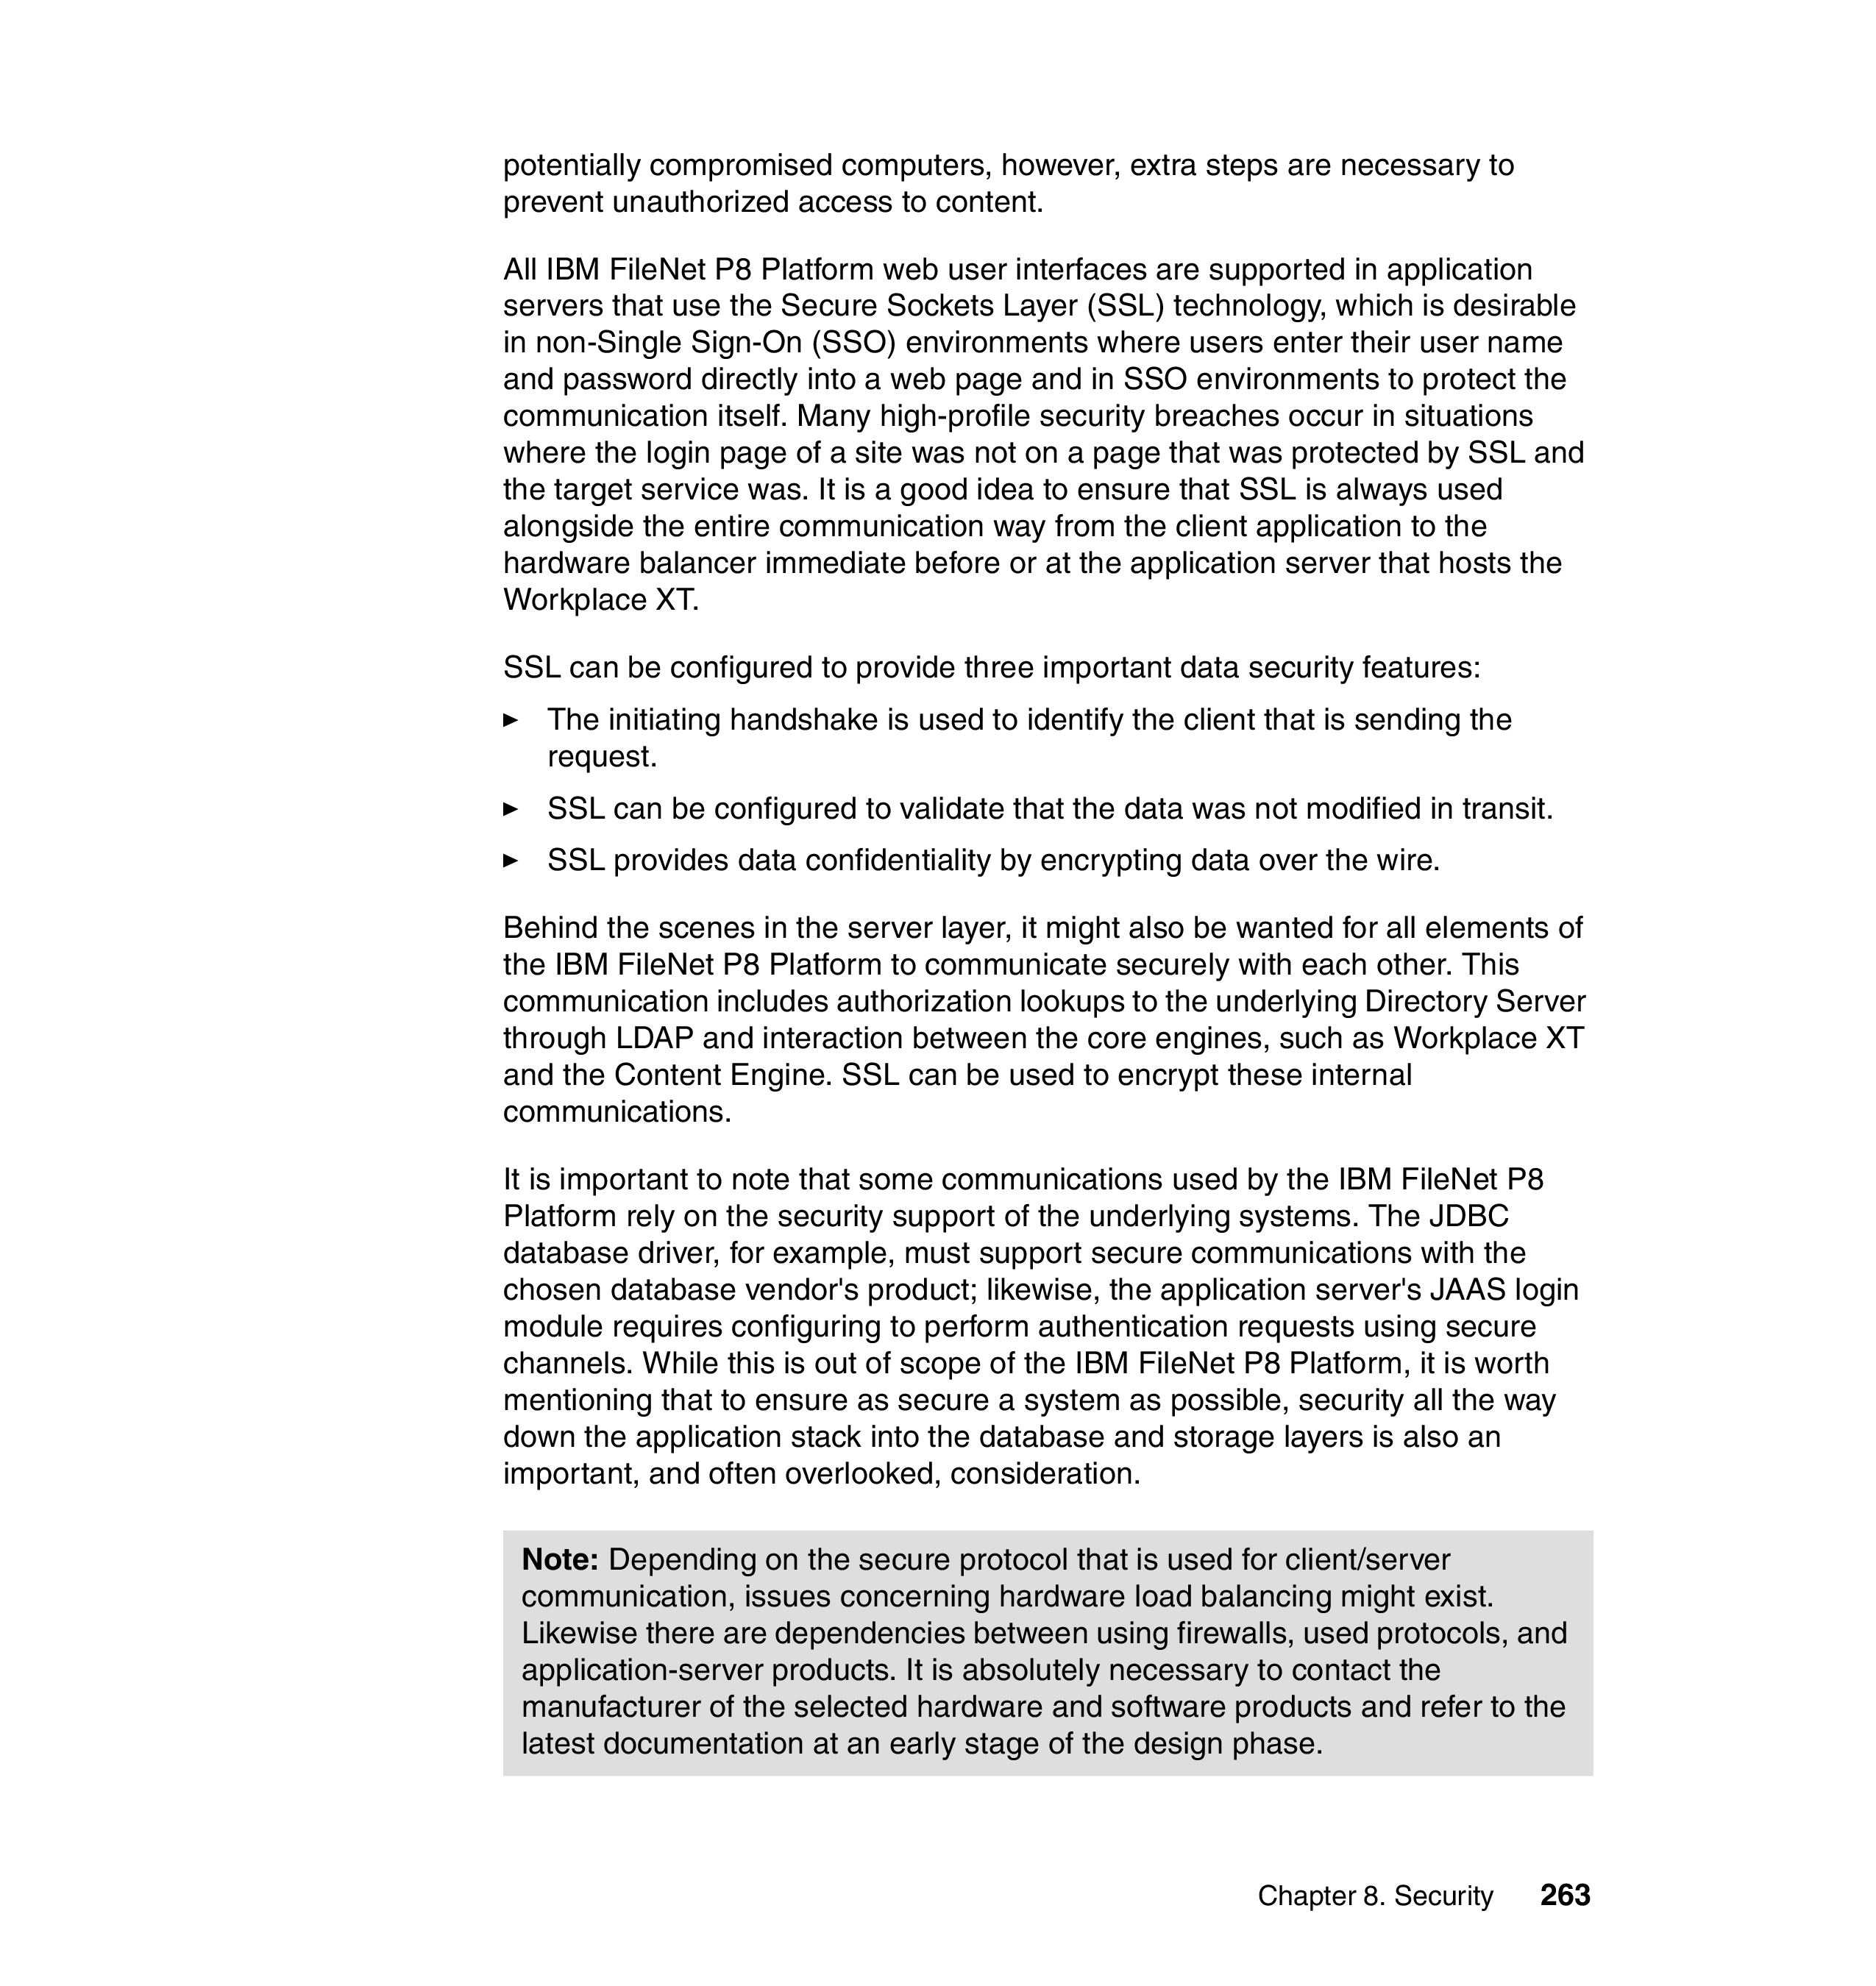 potentially compromised computers, however, extra steps are necessary to
prevent unauthorized access to content.
All IBM FileNet P8 Platform web user interfaces are supported in application
servers that use the Secure Sockets Layer (SSL) technology, which is desirable
in non-Single Sign-On (SSO) environments where users enter their user name
and password directly into a web page and in SSO environments to protect the
communication itself. Many high-profile security breaches occur in situations
where the login page of a site was not on a page that was protected by SSL and
the target service was. It is a good idea to ensure that SSL is always used
alongside the entire communication way from the client application to the
hardware balancer immediate before or at the application server that hosts the
Workplace XT.
SSL can be configured to provide three important data security features:
► The initiating handshake is used to identify the client that is sending the
request.
► SSL can be configured to validate that the data was not modified in transit.
► SSL provides data confidentiality by encrypting data over the wire.
Behind the scenes in the server layer, it might also be wanted for all elements of
the IBM FileNet P8 Platform to communicate securely with each other. This
communication includes authorization lookups to the underlying Directory Server
through LDAP and interaction between the core engines, such as Workplace XT
and the Content Engine. SSL can be used to encrypt these internal
communications.
It is important to note that some communications used by the IBM FileNet P8
Platform rely on the security support of the underlying systems. The JDBC
database driver, for example, must support secure communications with the
chosen database vendor's product; likewise, the application server's JAAS login
module requires configuring to perform authentication requests using secure
channels. While this is out of scope of the IBM FileNet P8 Platform, it is worth
mentioning that to ensure as secure a system as possible, security all the way
down the application stack into the database and storage layers is also an
important, and often overlooked, consideration.
Note: Depending on the secure protocol that is used for client/server
communication, issues concerning hardware load balancing might exist.
Likewise there are dependencies between using firewalls, used protocols, and
application-server products. It is absolutely necessary to contact the
manufacturer of the selected hardware and software products and refer to the
latest documentation at an early stage of the design phase.
Chapter 8. Security 263